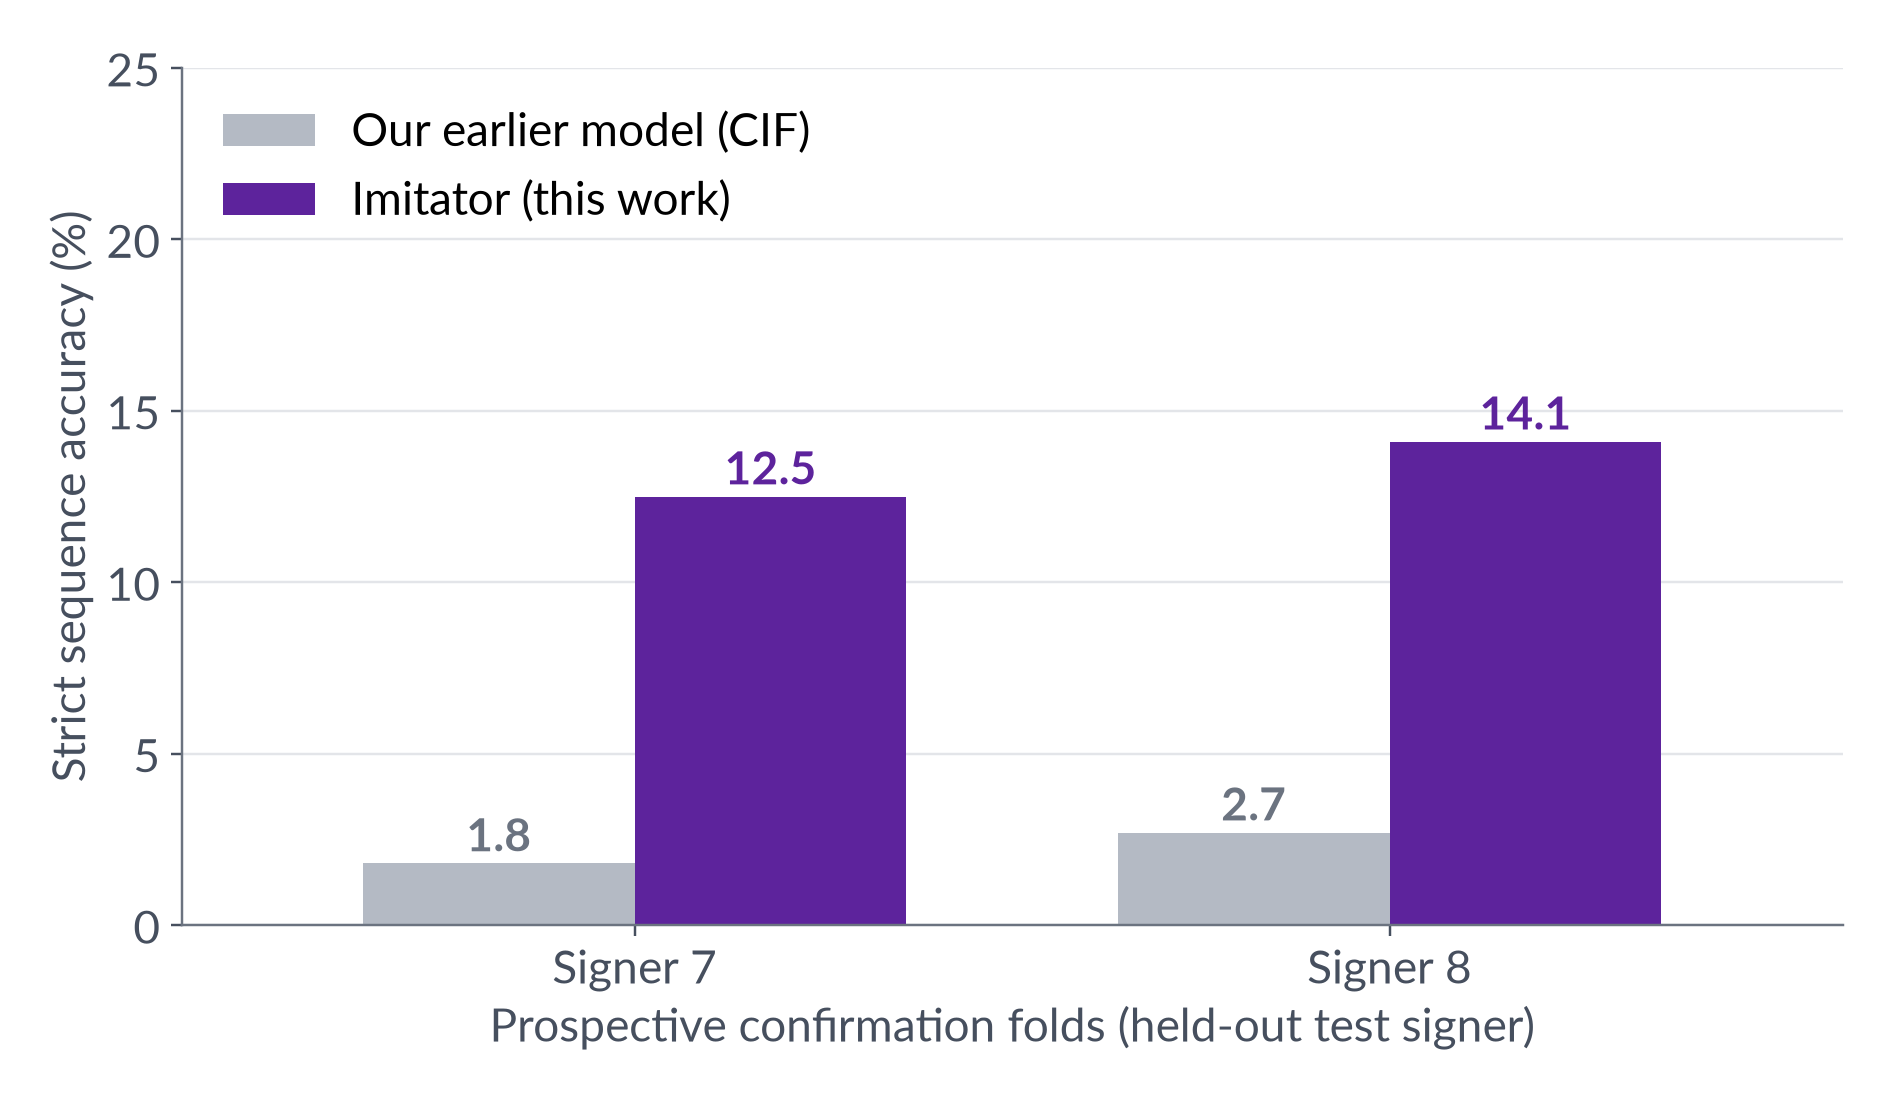 25
Our earlier model (CIF)
Imitator (this work)
20
15
10
5
0
Strict sequence accuracy (%)
1.8
12.5
2.7
14.1
Signer 7
Signer 8
Prospective confirmation folds (held-out test signer)